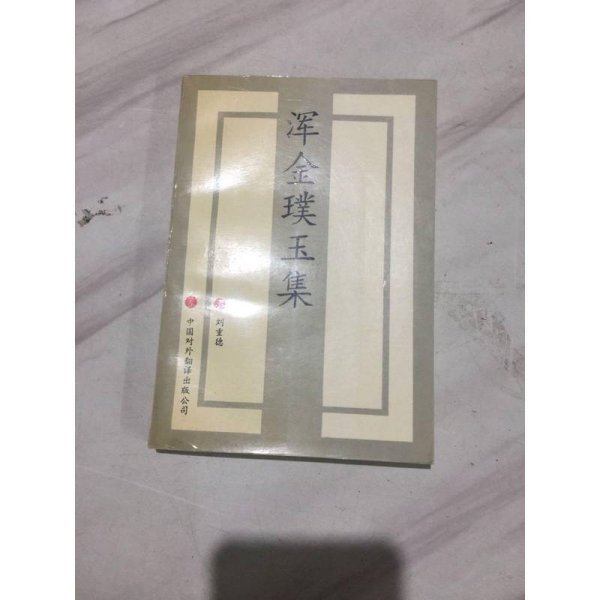 浑金璞玉集
刘重德
中国对外翻译出版公司